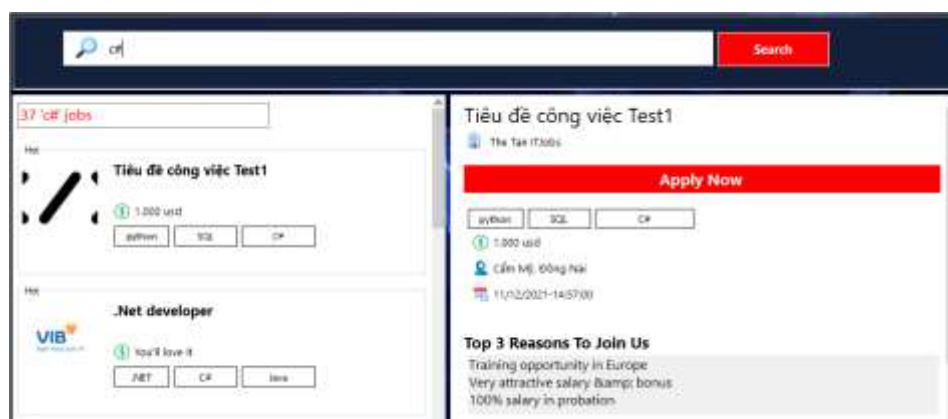 c#
Search
37 'c#' jobs
Hot
Tiêu đề công việc Test1
1.000 usd
python SQL C#
Hot
.Net developer
VIB
You'll love it
.NET C# Java
Tiêu đề công việc Test1
The Tan ITJobs
Apply Now
python SQL C#
1.000 usd
Cẩm Mỹ, Đồng Nai
11/12/2021-14:57:00
Top 3 Reasons To Join Us
Training opportunity in Europe
Very attractive salary &amp; bonus
100% salary in probation